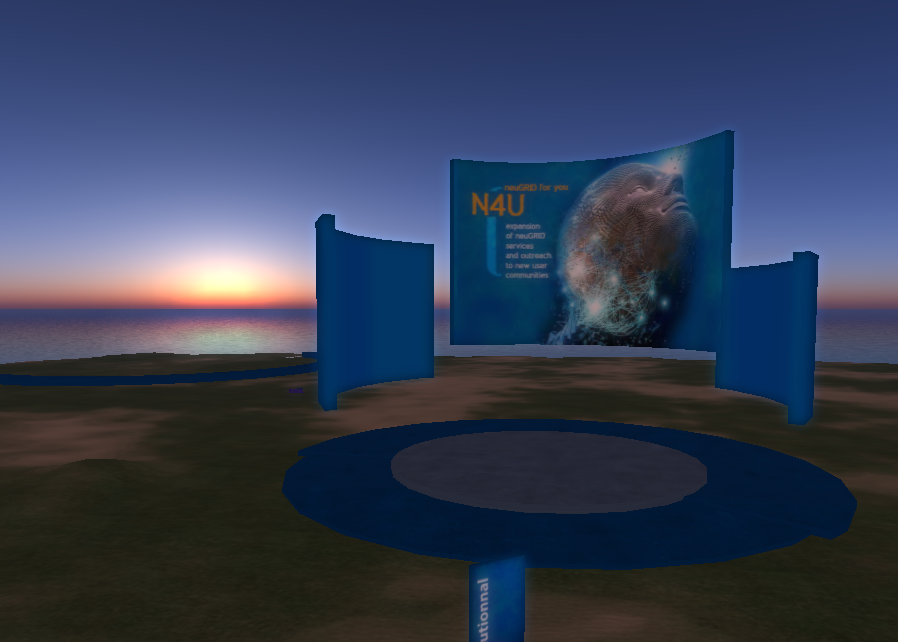 neuGRID for you
N4U
expansion
of neuGRID
services
and outreach
to new user
communities
utionnal